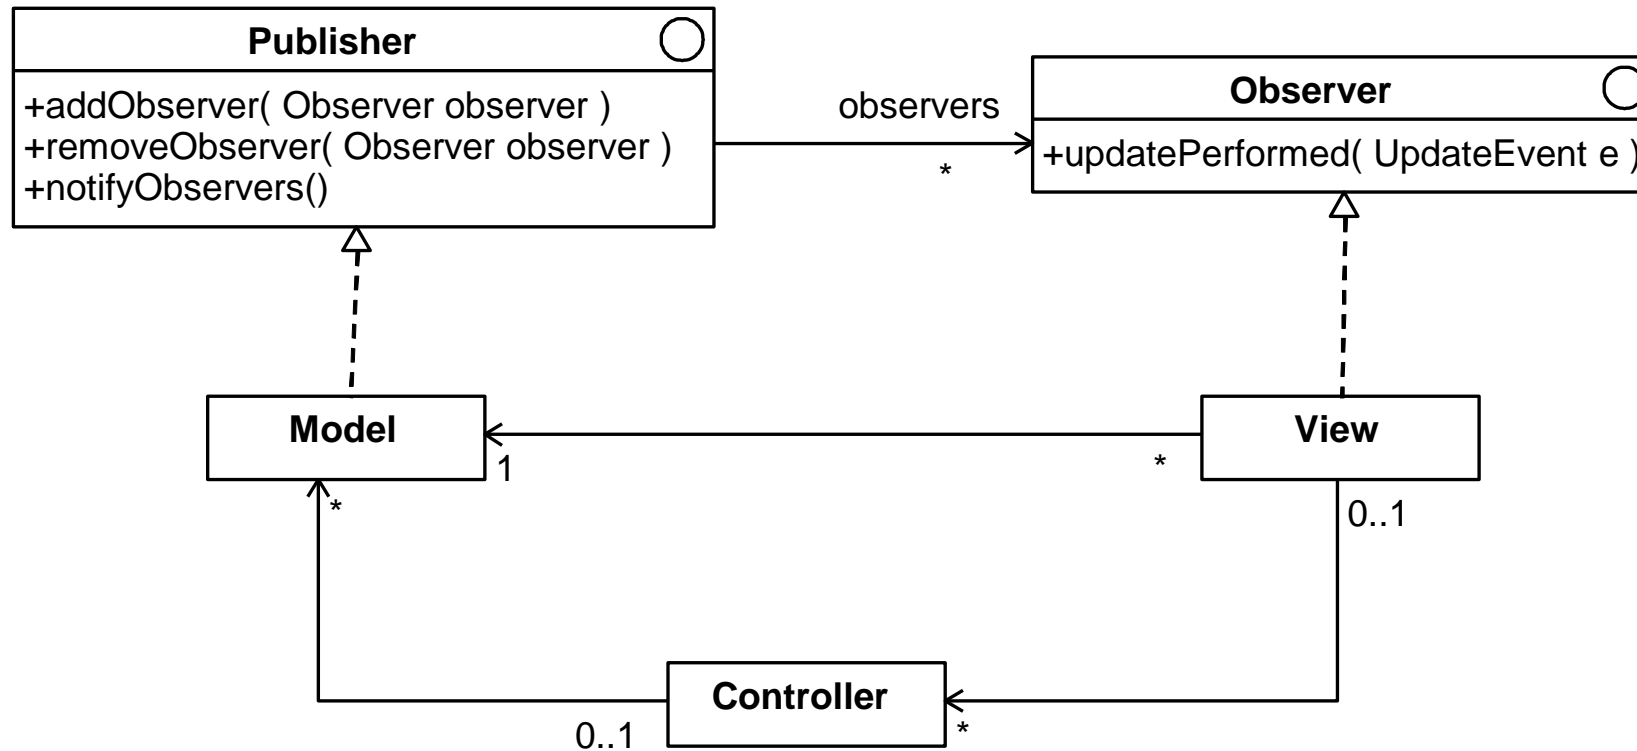 Publisher
+addObserver( Observer observer )
+removeObserver( Observer observer )
+notifyObservers()
observers
*
Observer
+updatePerformed( UpdateEvent e )
Model
1
*
View
*
0..1
Controller
0..1
*